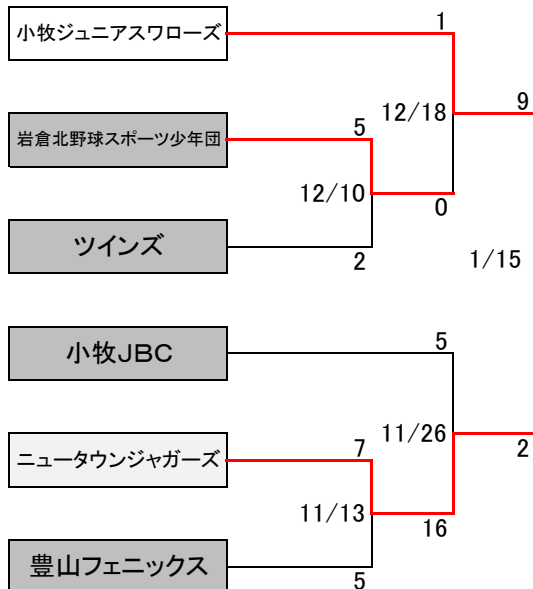 小牧ジュニアスワローズ
1
9
12/18
岩倉北野球スポーツ少年団
5
12/10
0
ツインズ
2
1/15
小牧JBC
5
11/26
ニュータウンジャガーズ
7
2
11/13
16
豊山フェニックス
5